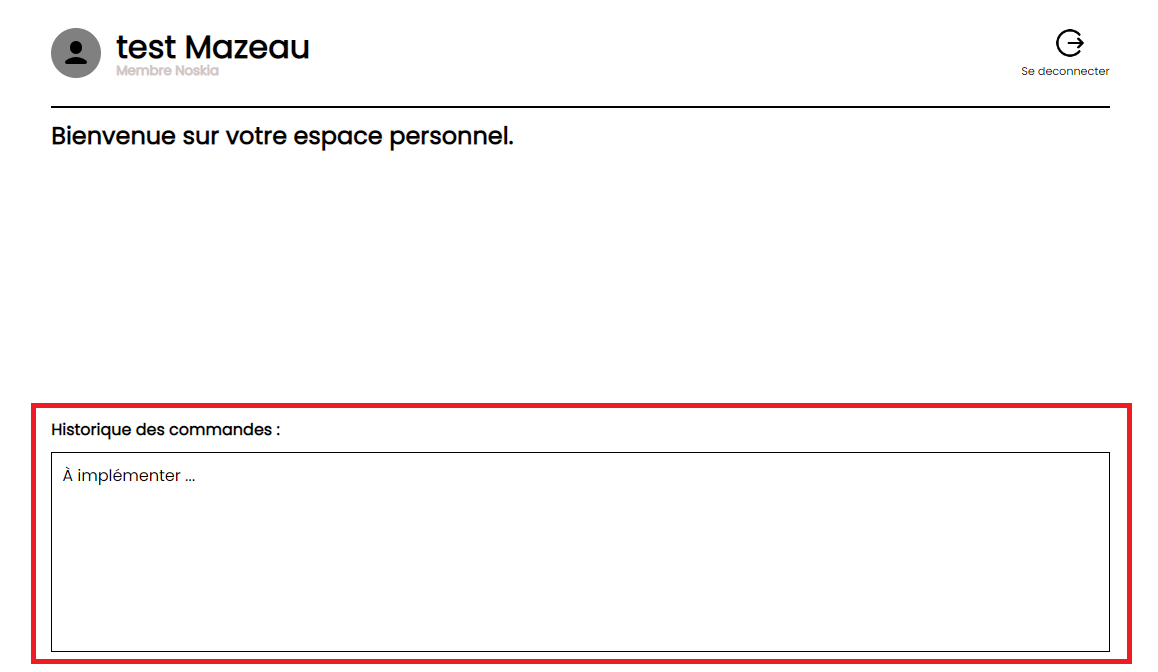 test Mazeau
Membre Noskia
Se deconnecter
Bienvenue sur votre espace personnel.
Historique des commandes :
À implémenter ...